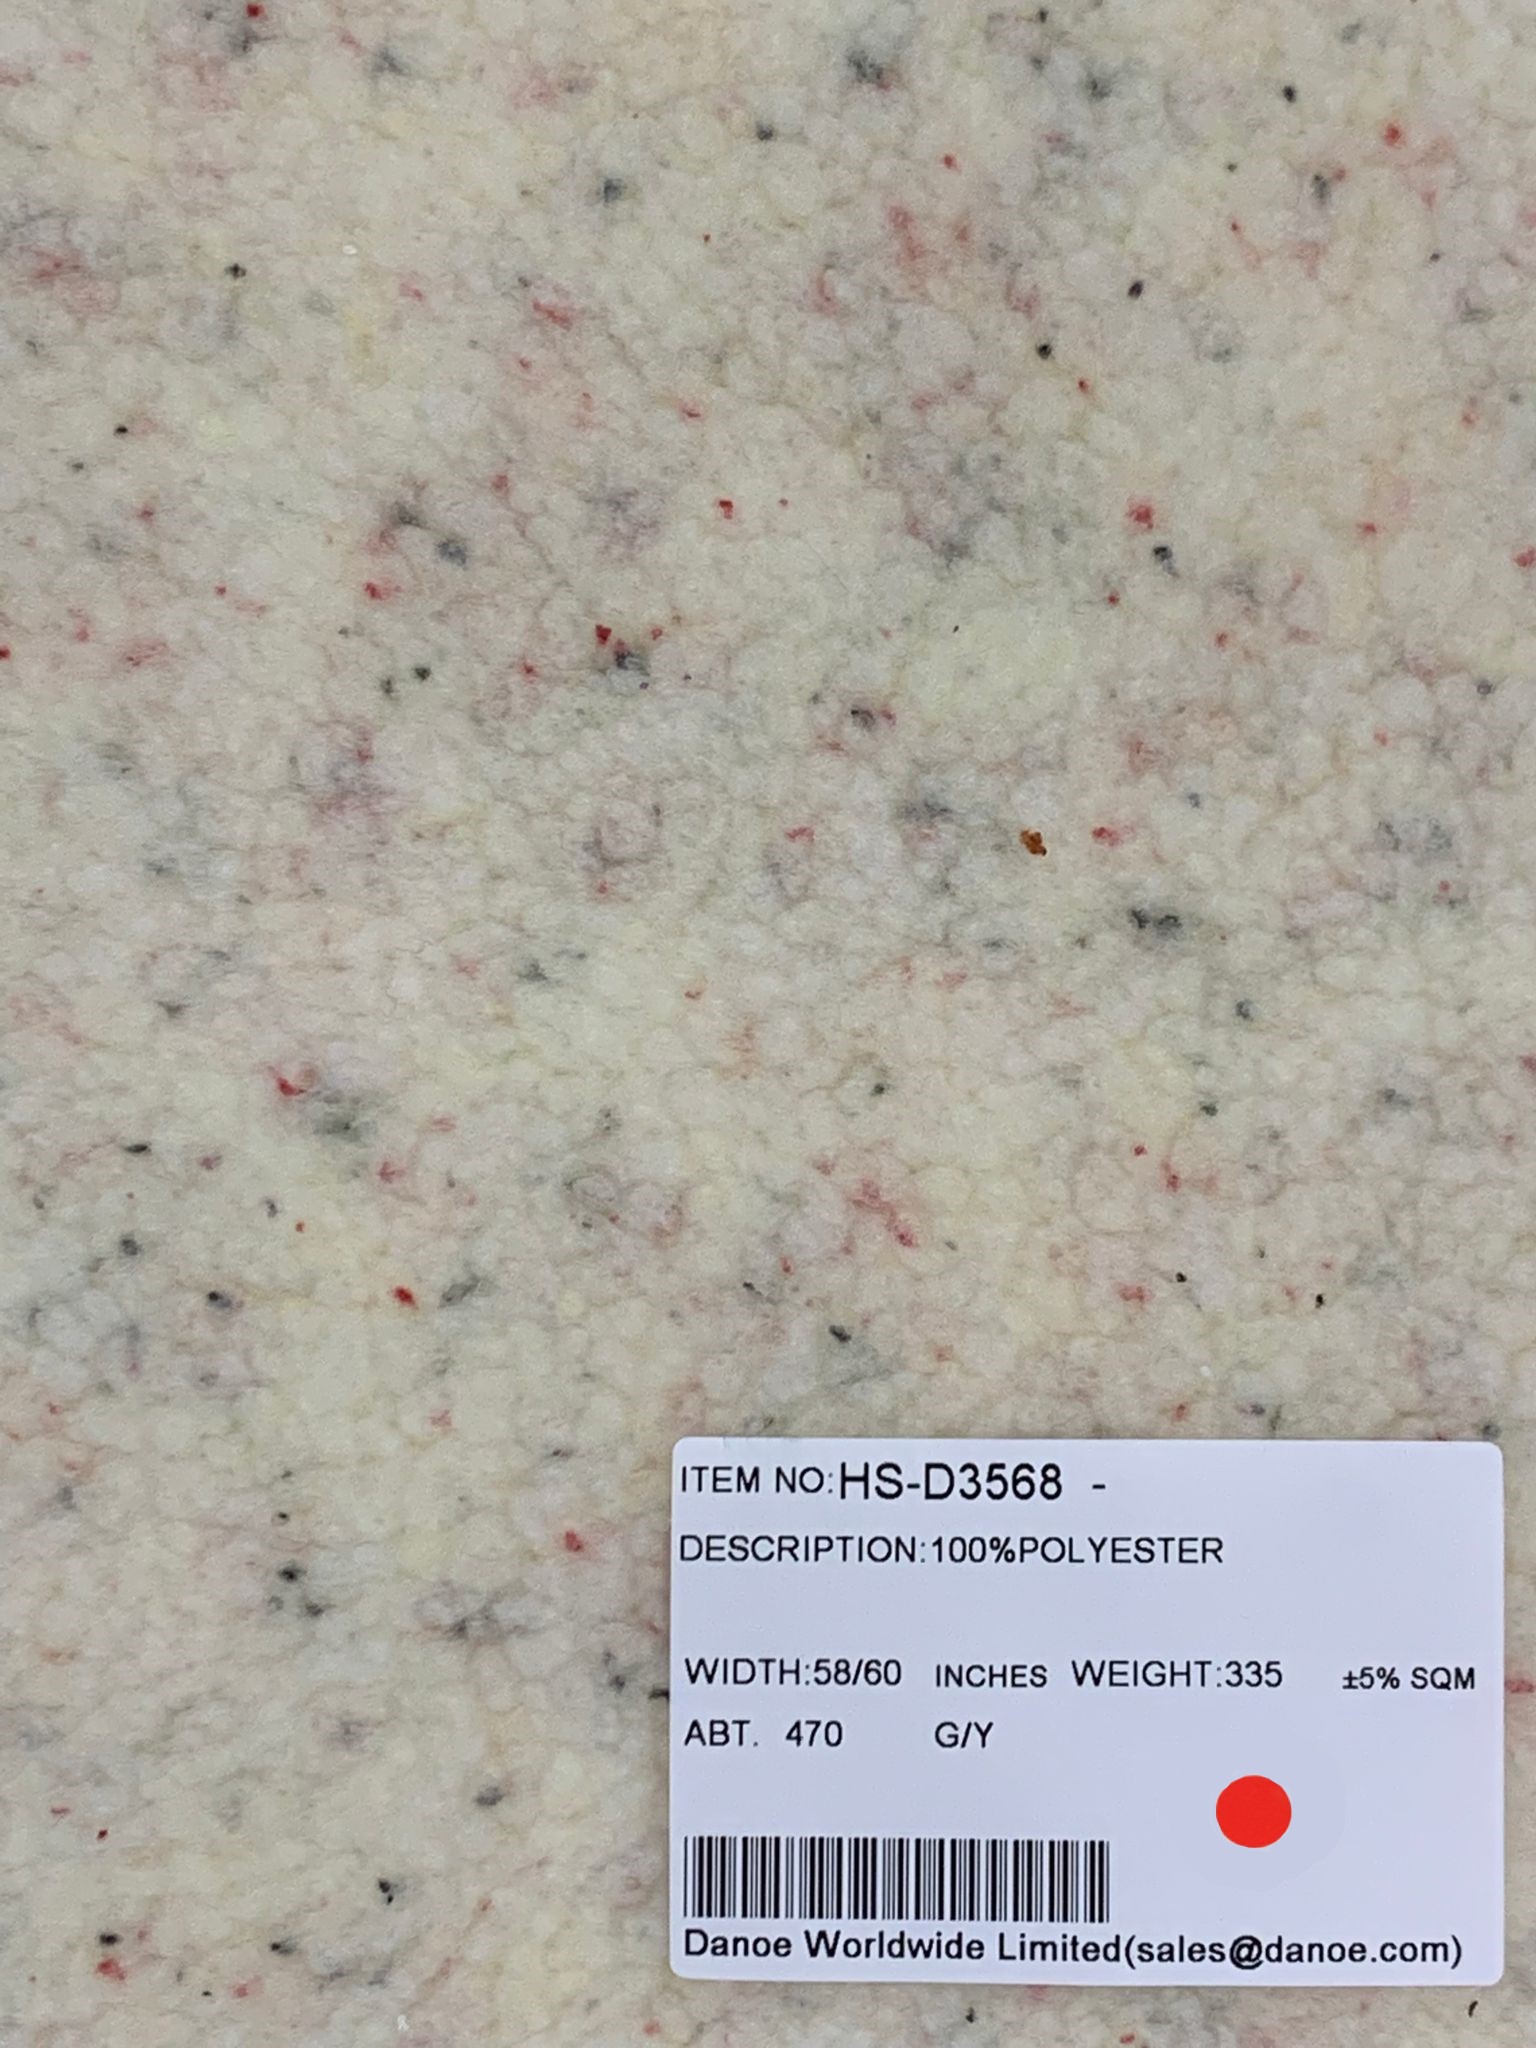 ITEM NO:HS-D3568 -
DESCRIPTION:100%POLYESTER
WIDTH:58/60 INCHES WEIGHT:335 ±5% SQM
ABT. 470 G/Y
Danoe Worldwide Limited(sales@danoe.com)